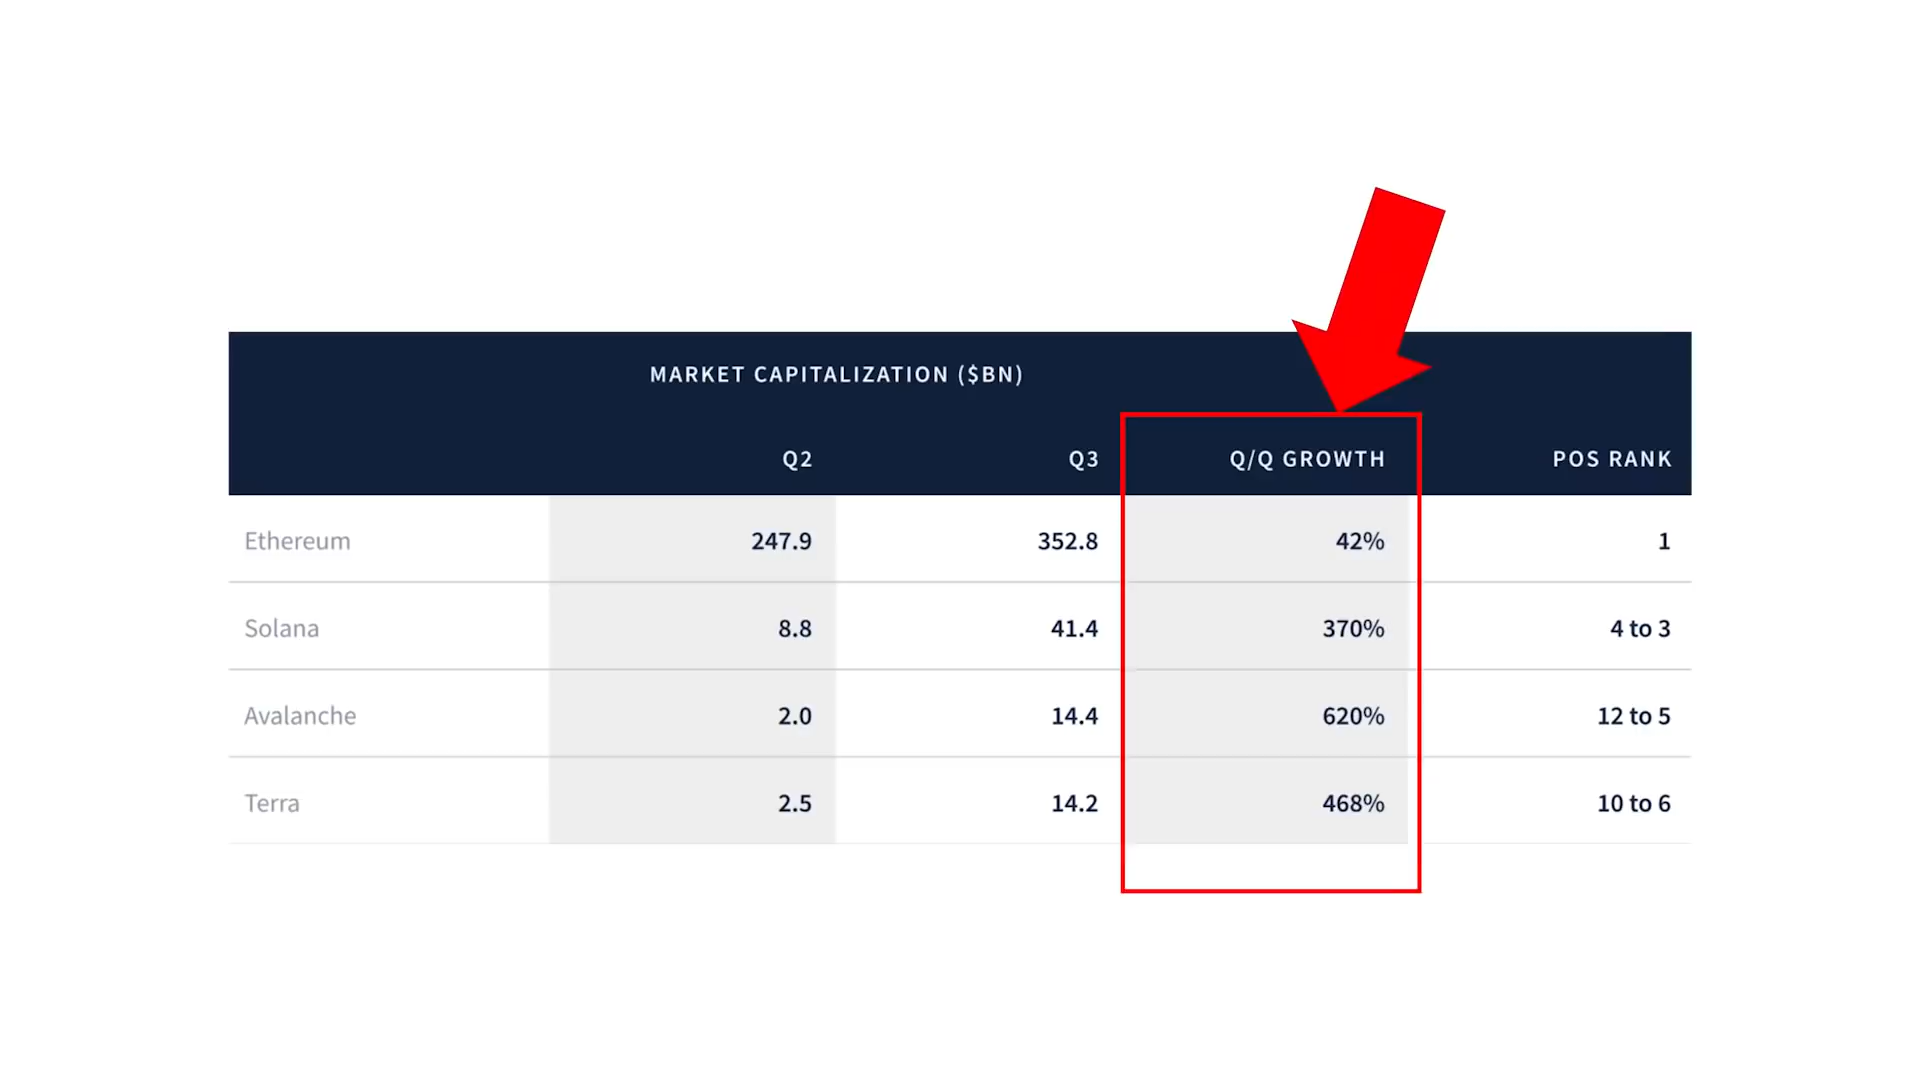 MARKET CAPITALIZATION ($BN)
Q2 Q3 Q/Q GROWTH POS RANK
Ethereum 247.9 352.8 42% 1
Solana 8.8 41.4 370% 4 to 3
Avalanche 2.0 14.4 620% 12 to 5
Terra 2.5 14.2 468% 10 to 6